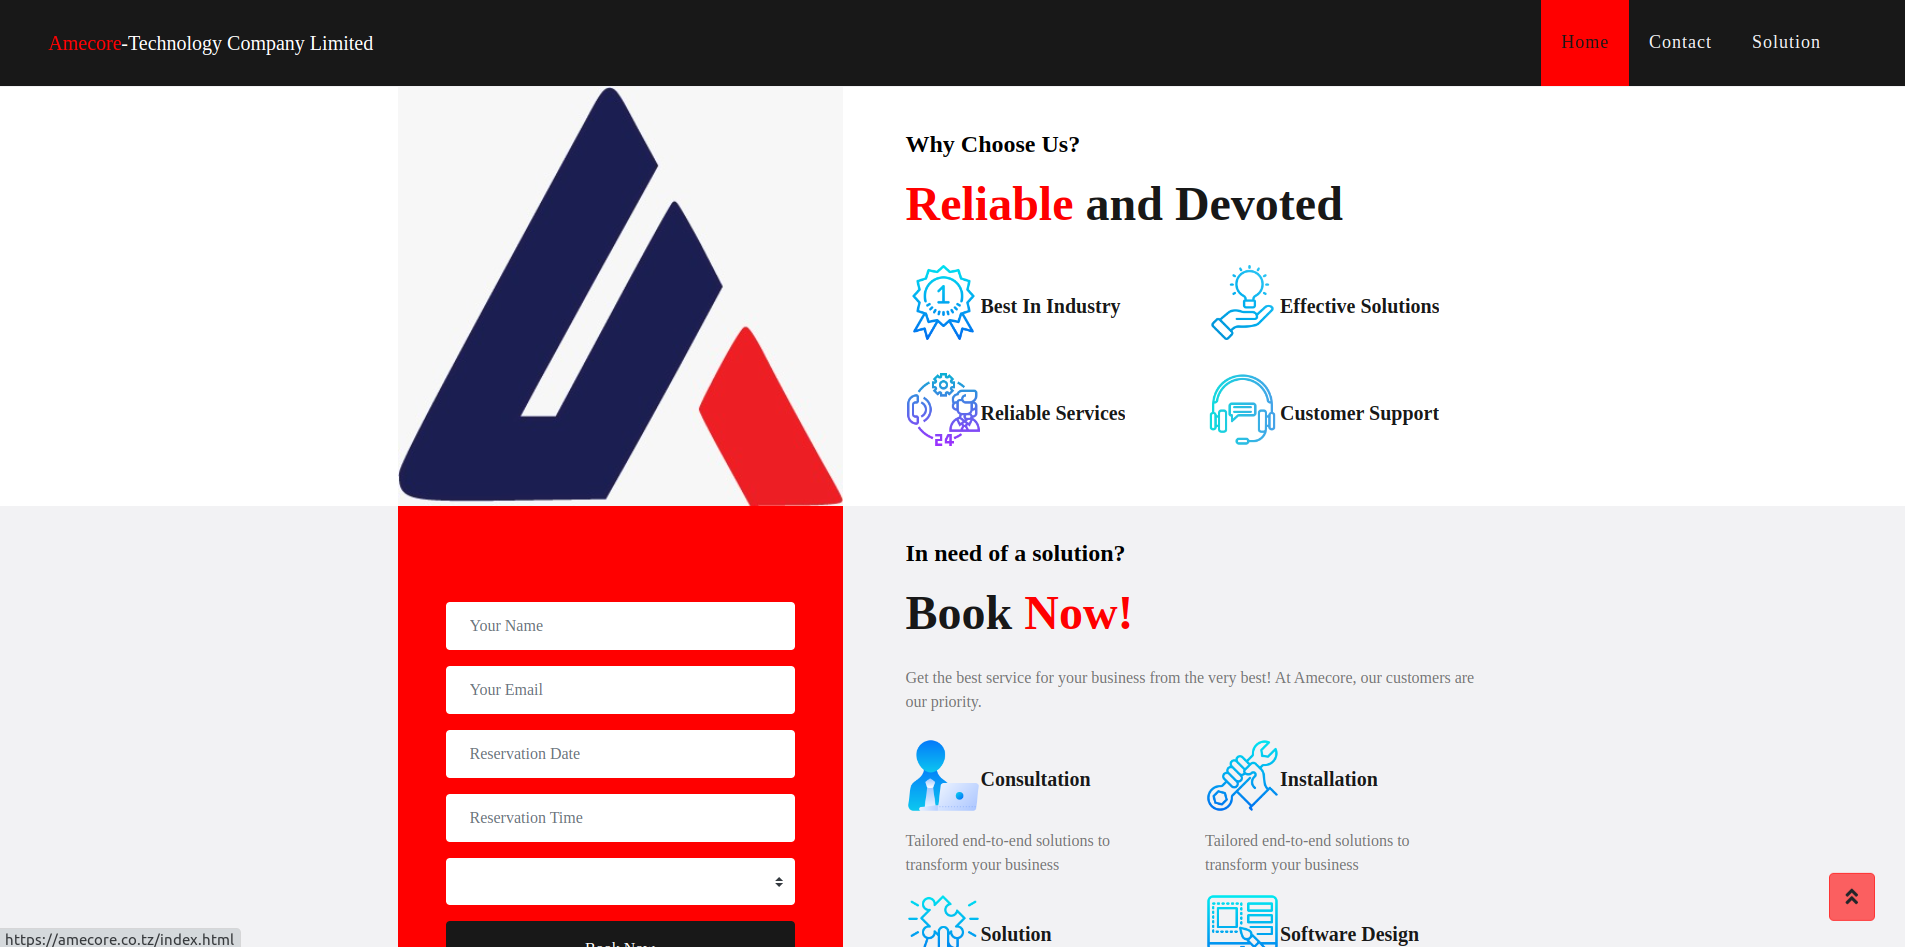 Amecore-Technology Company Limited
Home
Contact
Solution
Why Choose Us?
Reliable and Devoted
1
Best In Industry
Effective Solutions
24
Reliable Services
Customer Support
In need of a solution?
Book Now!
Get the best service for your business from the very best! At Amecore, our customers are
our priority.
Your Name
Your Email
Reservation Date
Reservation Time
Book Now
Consultation
Installation
Tailored end-to-end solutions to
transform your business
Tailored end-to-end solutions to
transform your business
Solution
Software Design
https://amecore.co.tz/index.html